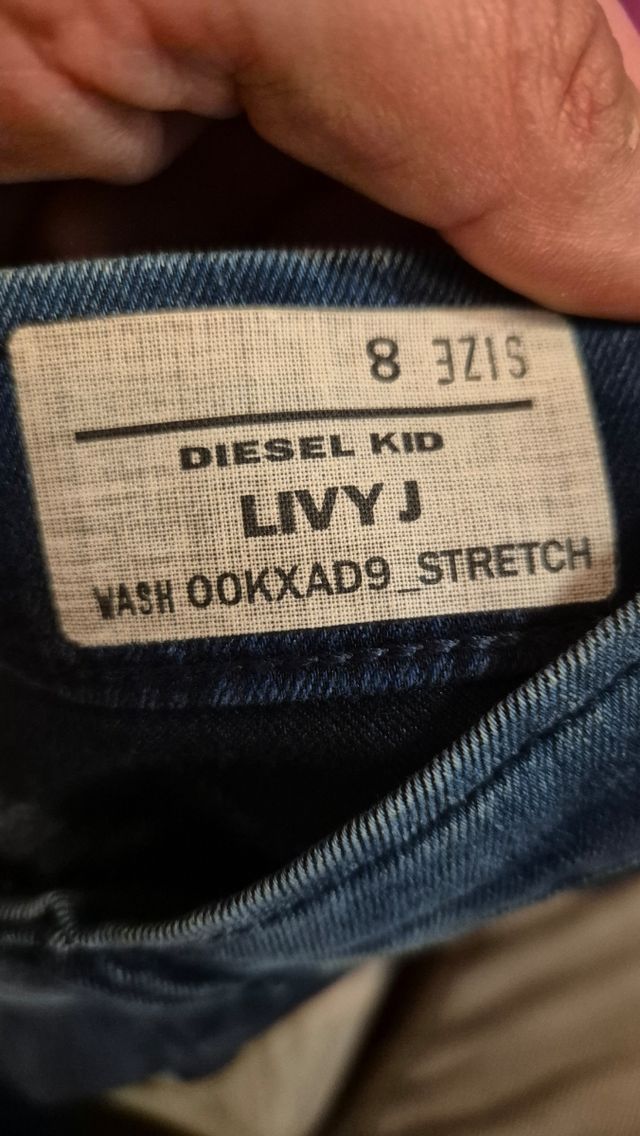 SIZE 8
DIESEL KID
LIVY J
WASH 00KXAD9_STRETCH